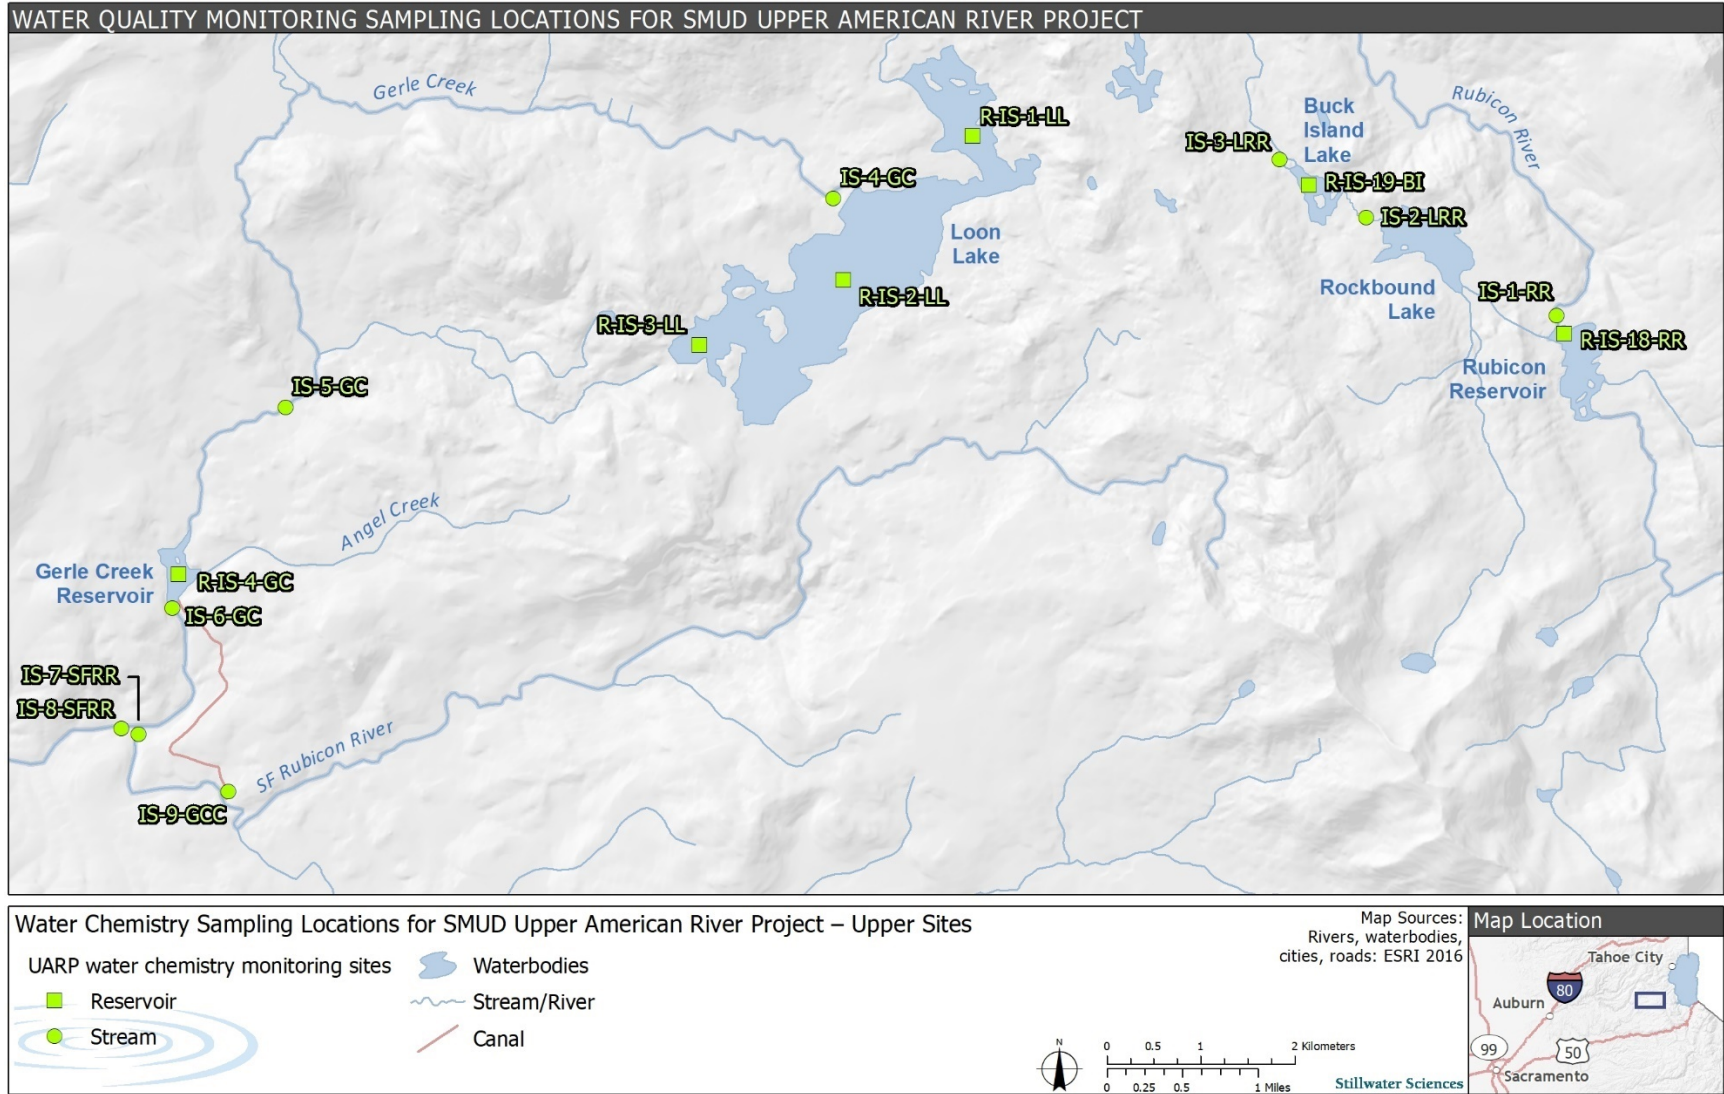 WATER QUALITY MONITORING SAMPLING LOCATIONS FOR SMUD UPPER AMERICAN RIVER PROJECT
Gerle Creek
Rubicon River
R-IS-1-LL
Buck
Island
Lake
IS-3-LRR
IS-4-GC
R-IS-19-BI
IS-2-LRR
Loon
Lake
R-IS-2-LL
Rockbound
Lake
IS-1-RR
R-IS-3-LL
R-IS-18-RR
Rubicon
Reservoir
IS-5-GC
Angel Creek
Gerle Creek
Reservoir
R-IS-4-GC
IS-6-GC
IS-7-SFRR
IS-8-SFRR
SF Rubicon River
IS-9-GCC
Water Chemistry Sampling Locations for SMUD Upper American River Project – Upper Sites
UARP water chemistry monitoring sites
Reservoir
Stream
Waterbodies
Stream/River
Canal
Map Sources:
Rivers, waterbodies,
cities, roads: ESRI 2016
N
0 0.5 1 2 Kilometers
0 0.25 0.5 1 Miles
Stillwater Sciences
Map Location
Tahoe City
80
Auburn
99
50
Sacramento